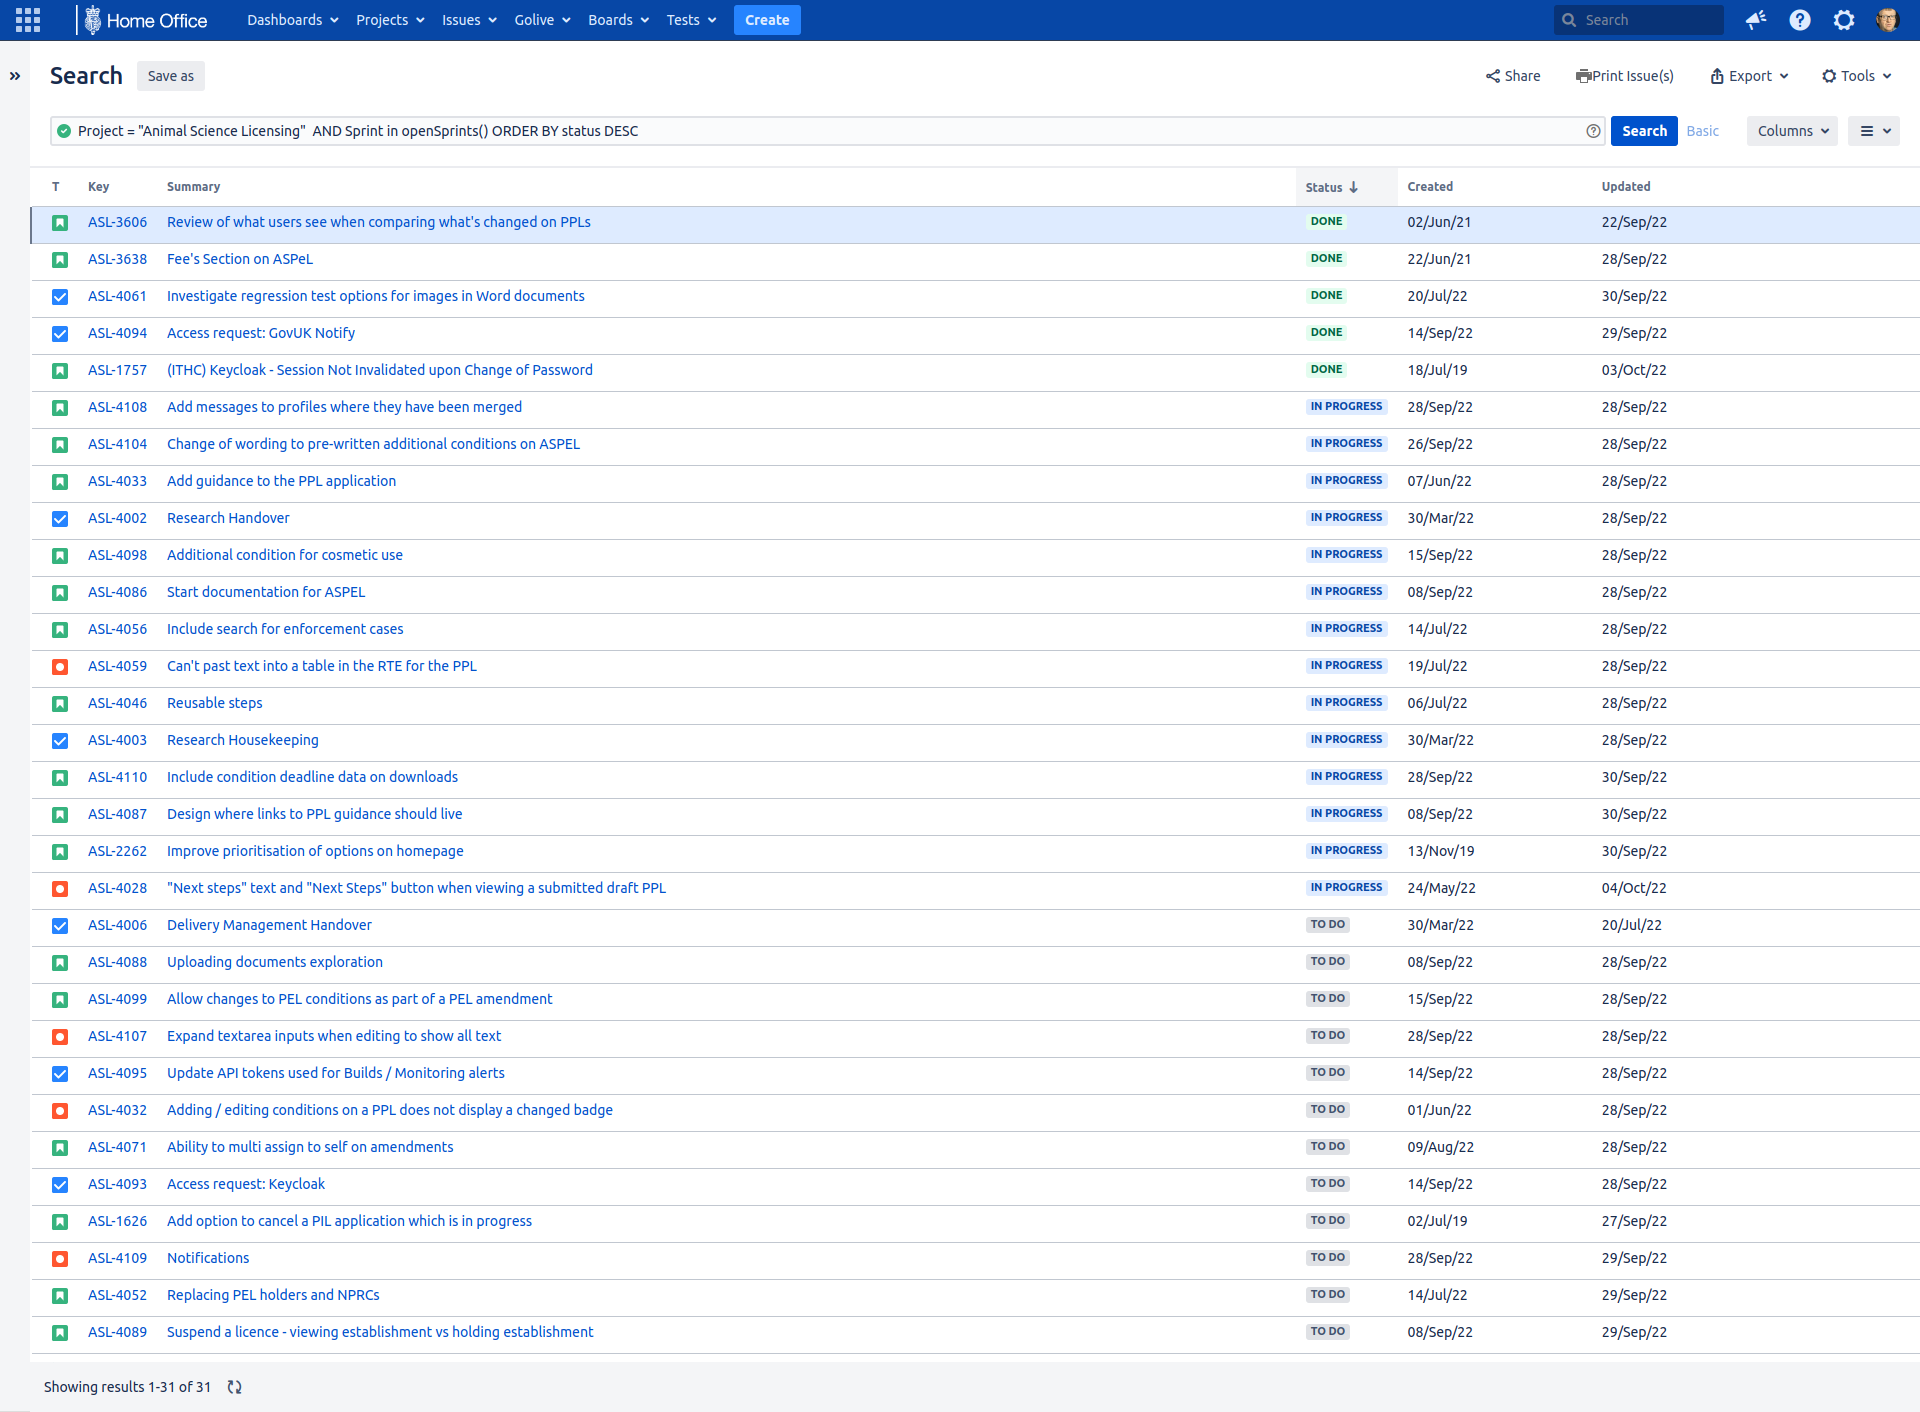 Home Office Dashboards Projects Issues Golive Boards Tests Create Search
Search Save as Share Print Issue(s) Export Tools
Project = "Animal Science Licensing"  AND Sprint in openSprints() ORDER BY status DESC Search Basic Columns
T Key Summary Status Created Updated
ASL-3606 Review of what users see when comparing what's changed on PPLs DONE 02/Jun/21 22/Sep/22
ASL-3638 Fee's Section on ASPeL DONE 22/Jun/21 28/Sep/22
ASL-4061 Investigate regression test options for images in Word documents DONE 20/Jul/22 30/Sep/22
ASL-4094 Access request: GovUK Notify DONE 14/Sep/22 29/Sep/22
ASL-1757 (ITHC) Keycloak - Session Not Invalidated upon Change of Password DONE 18/Jul/19 03/Oct/22
ASL-4108 Add messages to profiles where they have been merged IN PROGRESS 28/Sep/22 28/Sep/22
ASL-4104 Change of wording to pre-written additional conditions on ASPEL IN PROGRESS 26/Sep/22 28/Sep/22
ASL-4033 Add guidance to the PPL application IN PROGRESS 07/Jun/22 28/Sep/22
ASL-4002 Research Handover IN PROGRESS 30/Mar/22 28/Sep/22
ASL-4098 Additional condition for cosmetic use IN PROGRESS 15/Sep/22 28/Sep/22
ASL-4086 Start documentation for ASPEL IN PROGRESS 08/Sep/22 28/Sep/22
ASL-4056 Include search for enforcement cases IN PROGRESS 14/Jul/22 28/Sep/22
ASL-4059 Can't past text into a table in the RTE for the PPL IN PROGRESS 19/Jul/22 28/Sep/22
ASL-4046 Reusable steps IN PROGRESS 06/Jul/22 28/Sep/22
ASL-4003 Research Housekeeping IN PROGRESS 30/Mar/22 28/Sep/22
ASL-4110 Include condition deadline data on downloads IN PROGRESS 28/Sep/22 30/Sep/22
ASL-4087 Design where links to PPL guidance should live IN PROGRESS 08/Sep/22 30/Sep/22
ASL-2262 Improve prioritisation of options on homepage IN PROGRESS 13/Nov/19 30/Sep/22
ASL-4028 "Next steps" text and "Next Steps" button when viewing a submitted draft PPL IN PROGRESS 24/May/22 04/Oct/22
ASL-4006 Delivery Management Handover TO DO 30/Mar/22 20/Jul/22
ASL-4088 Uploading documents exploration TO DO 08/Sep/22 28/Sep/22
ASL-4099 Allow changes to PEL conditions as part of a PEL amendment TO DO 15/Sep/22 28/Sep/22
ASL-4107 Expand textarea inputs when editing to show all text TO DO 28/Sep/22 28/Sep/22
ASL-4095 Update API tokens used for Builds / Monitoring alerts TO DO 14/Sep/22 28/Sep/22
ASL-4032 Adding / editing conditions on a PPL does not display a changed badge TO DO 01/Jun/22 28/Sep/22
ASL-4071 Ability to multi assign to self on amendments TO DO 09/Aug/22 28/Sep/22
ASL-4093 Access request: Keycloak TO DO 14/Sep/22 28/Sep/22
ASL-1626 Add option to cancel a PIL application which is in progress TO DO 02/Jul/19 27/Sep/22
ASL-4109 Notifications TO DO 28/Sep/22 29/Sep/22
ASL-4052 Replacing PEL holders and NPRCs TO DO 14/Jul/22 29/Sep/22
ASL-4089 Suspend a licence - viewing establishment vs holding establishment TO DO 08/Sep/22 29/Sep/22
Showing results 1-31 of 31